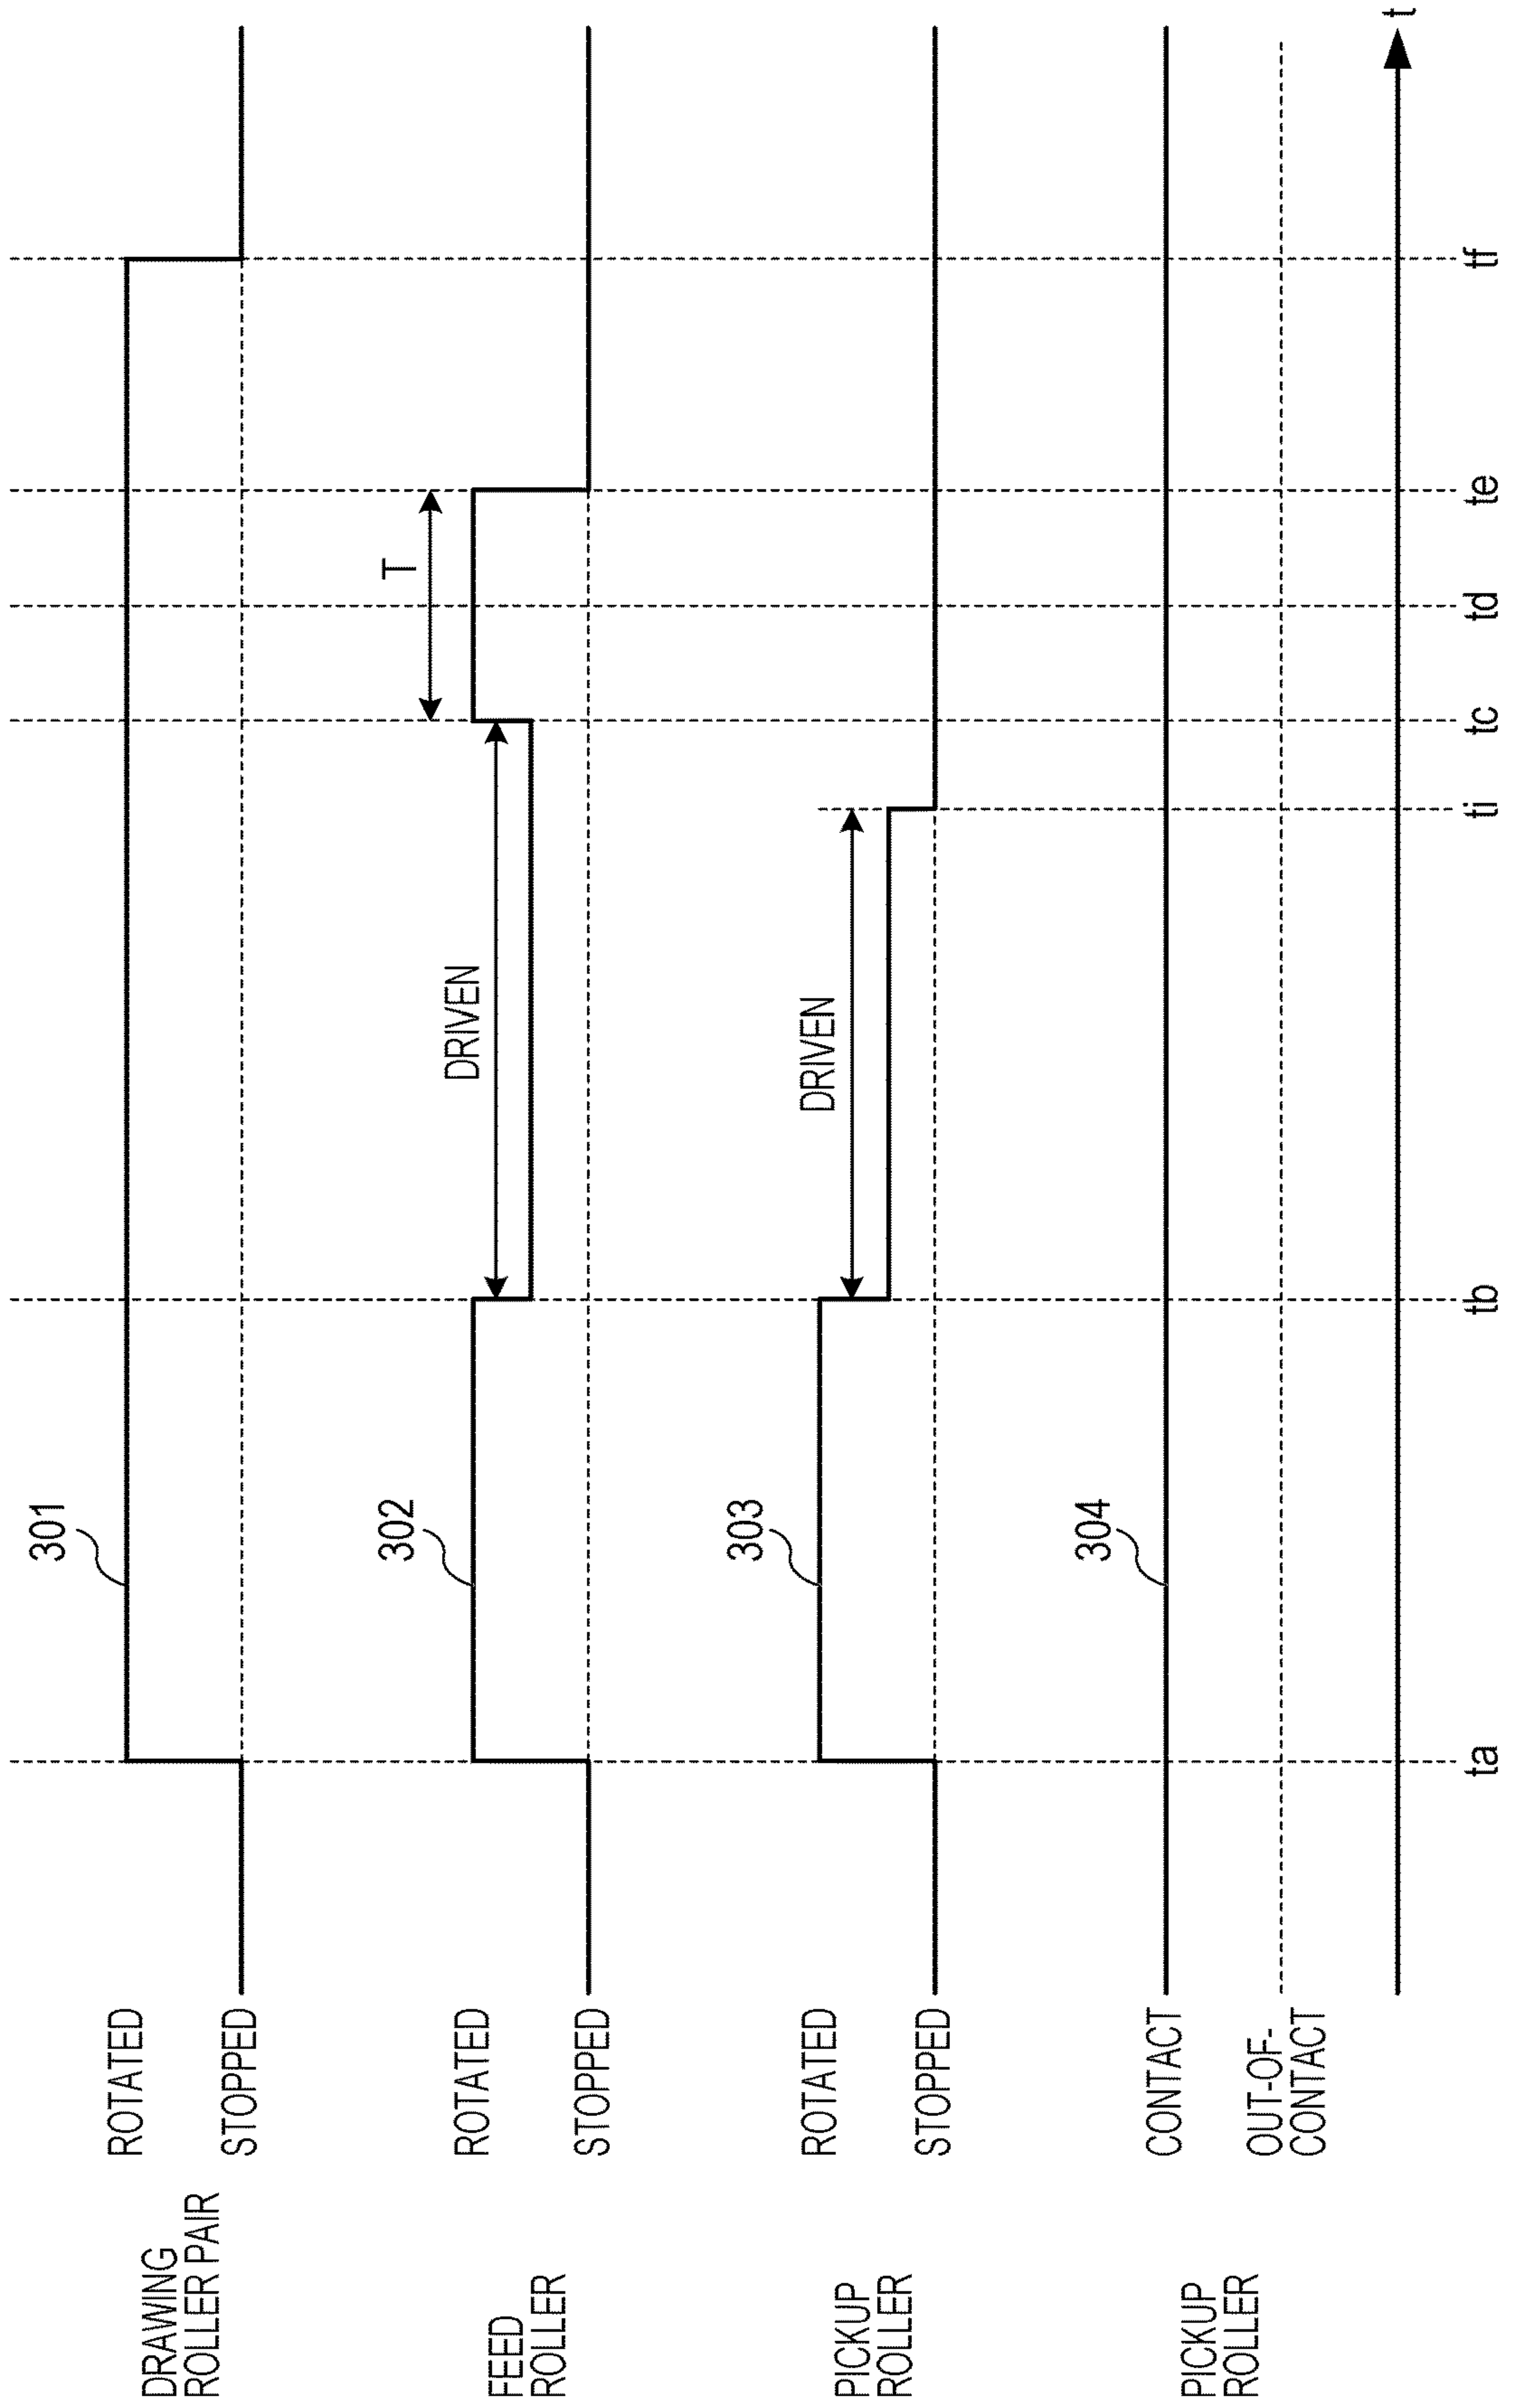 DRAWING
ROLLER PAIR
ROTATED
STOPPED
301
FEED
ROLLER
ROTATED
STOPPED
302
DRIVEN
T
PICKUP
ROLLER
ROTATED
STOPPED
303
DRIVEN
PICKUP
ROLLER
CONTACT
OUT-OF-
CONTACT
304
t
ta
tb
ti
tc
td
te
tf